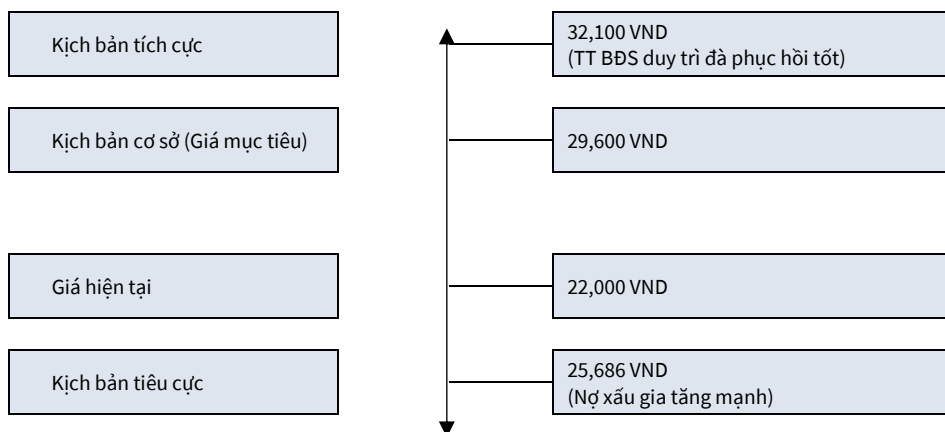 Kịch bản tích cực
32,100 VND
(TT BĐS duy trì đà phục hồi tốt)
Kịch bản cơ sở (Giá mục tiêu)
29,600 VND
Giá hiện tại
22,000 VND
Kịch bản tiêu cực
25,686 VND
(Nợ xấu gia tăng mạnh)